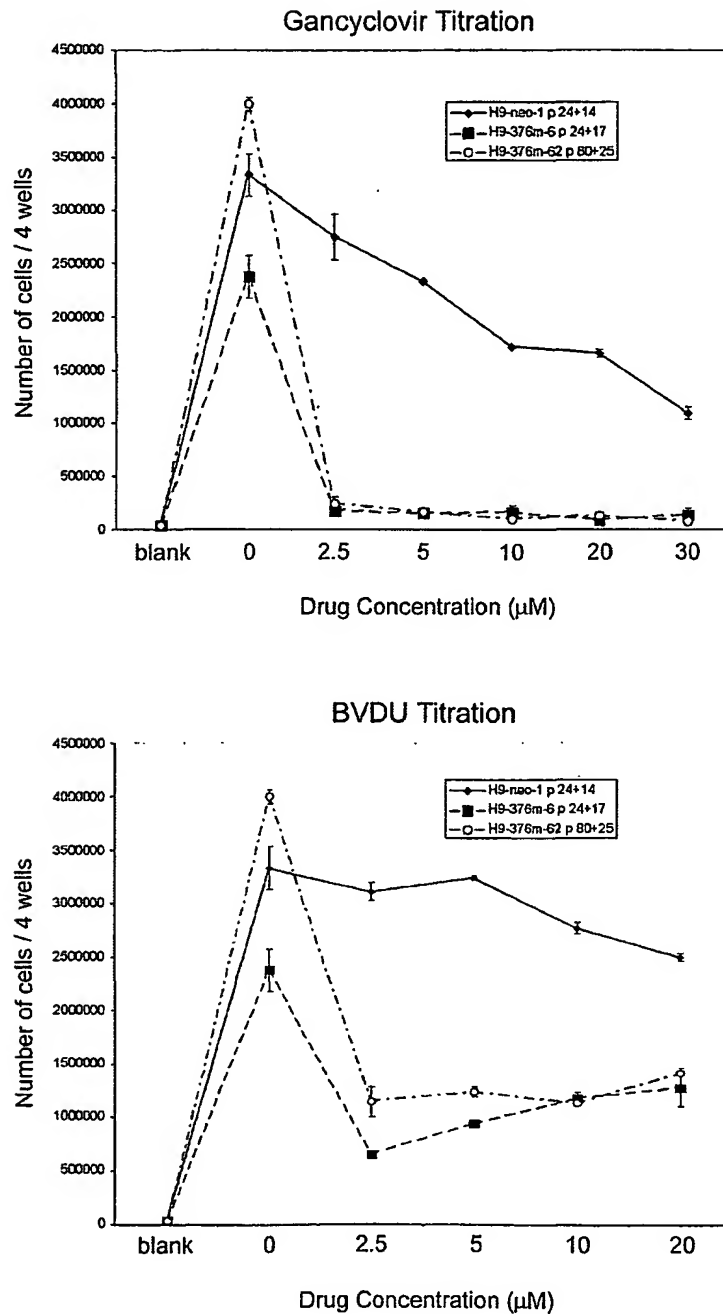 Gancyclovir Titration
4500000
4000000
3500000
3000000
2500000
2000000
1500000
1000000
500000
0
Number of cells / 4 wells
H9-neo-1 p 24+14
H9-376m-6 p 24+17
H9-376m-62 p 80+25
blank 0 2.5 5 10 20 30
Drug Concentration (μM)
BVDU Titration
4500000
4000000
3500000
3000000
2500000
2000000
1500000
1000000
500000
0
Number of cells / 4 wells
H9-neo-1 p 24+14
H9-376m-6 p 24+17
H9-376m-62 p 80+25
blank 0 2.5 5 10 20
Drug Concentration (μM)